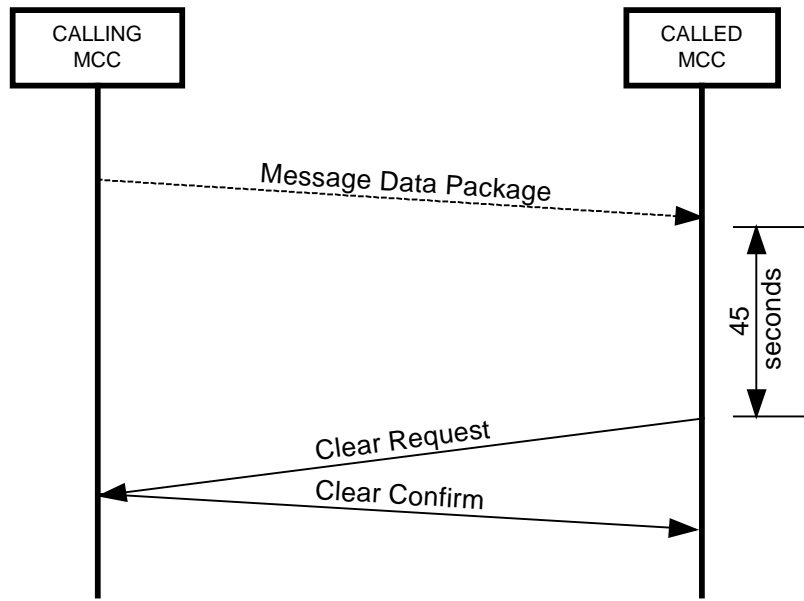 CALLING
MCC
CALLED
MCC
Message Data Package
45
seconds
Clear Request
Clear Confirm